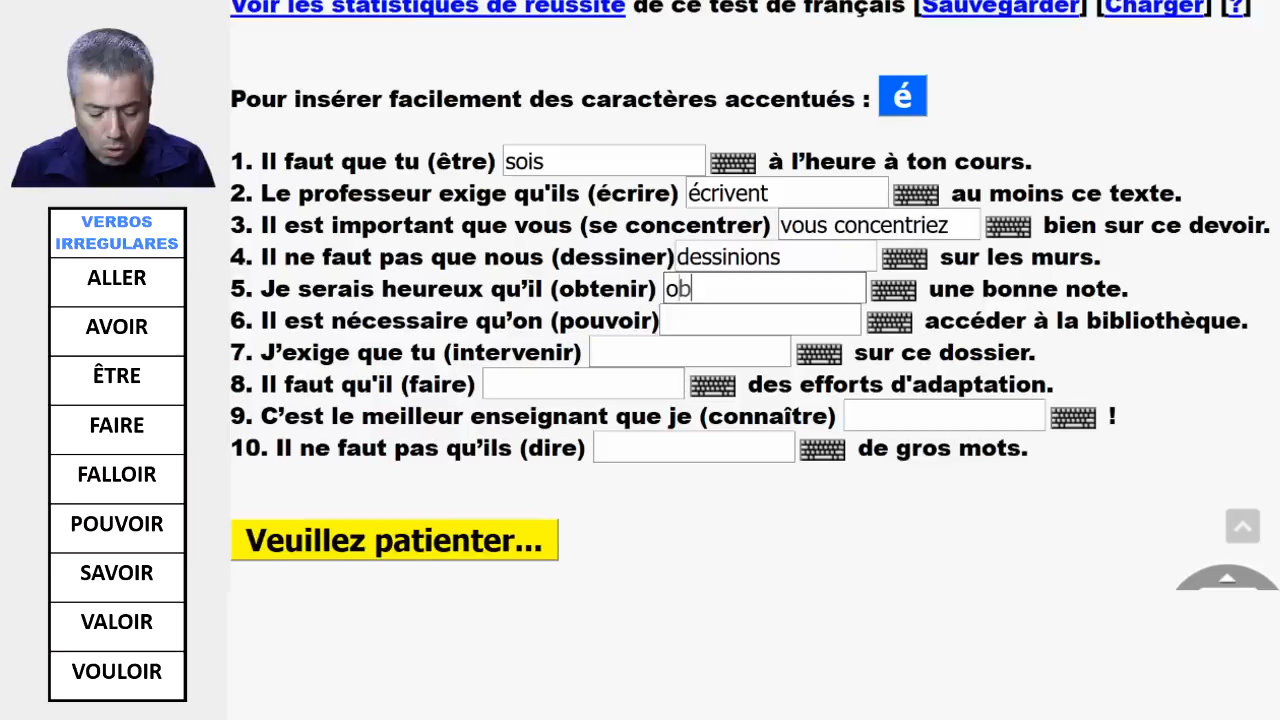 Voir les statistiques de réussite de ce test de français [Sauvegarder] [Charger] [?]
Pour insérer facilement des caractères accentués : é
1. Il faut que tu (être) sois à l’heure à ton cours.
2. Le professeur exige qu'ils (écrire) écrivent au moins ce texte.
3. Il est important que vous (se concentrer) vous concentriez bien sur ce devoir.
4. Il ne faut pas que nous (dessiner) dessinions sur les murs.
5. Je serais heureux qu’il (obtenir) ob une bonne note.
6. Il est nécessaire qu’on (pouvoir) accéder à la bibliothèque.
7. J’exige que tu (intervenir) sur ce dossier.
8. Il faut qu'il (faire) des efforts d'adaptation.
9. C’est le meilleur enseignant que je (connaître) !
10. Il ne faut pas qu’ils (dire) de gros mots.
Veuillez patienter...
VERBOS
IRREGULARES
ALLER
AVOIR
ÊTRE
FAIRE
FALLOIR
POUVOIR
SAVOIR
VALOIR
VOULOIR